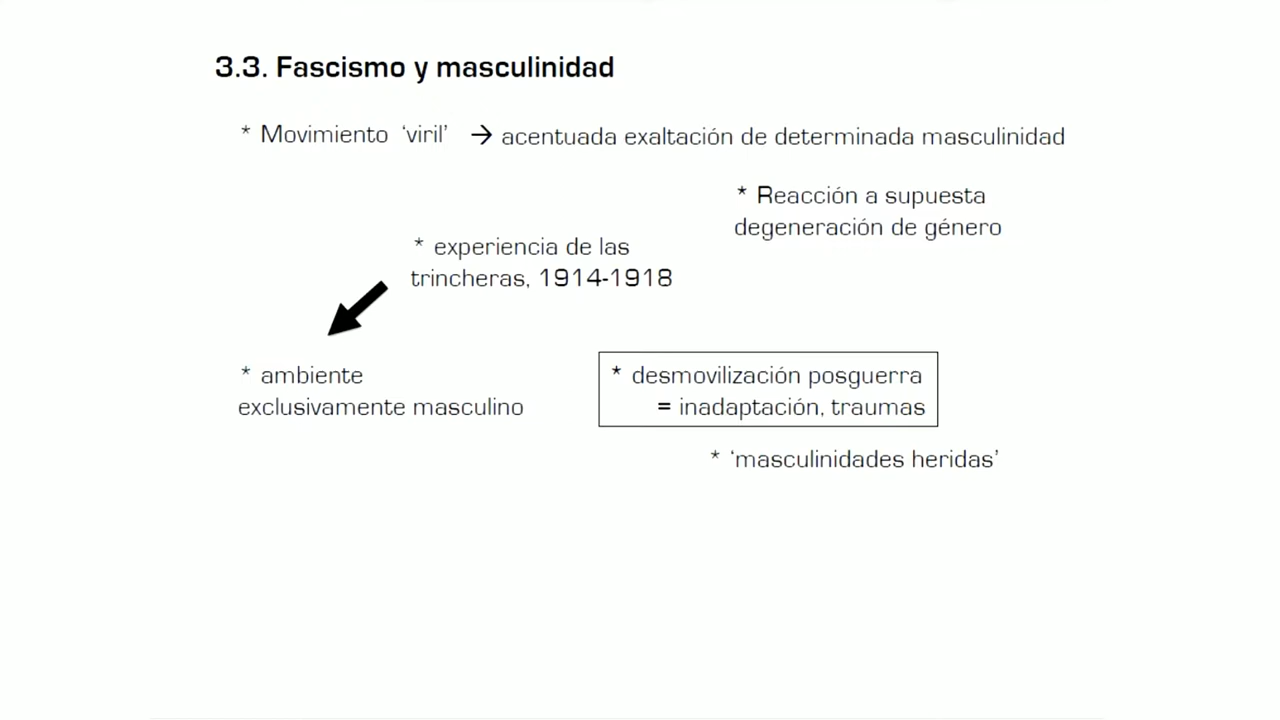 3.3. Fascismo y masculinidad
* Movimiento ‘viril’ → acentuada exaltación de determinada masculinidad
* Reacción a supuesta
degeneración de género
* experiencia de las
trincheras, 1914-1918
* ambiente
exclusivamente masculino
* desmovilización posguerra
= inadaptación, traumas
* ‘masculinidades heridas’